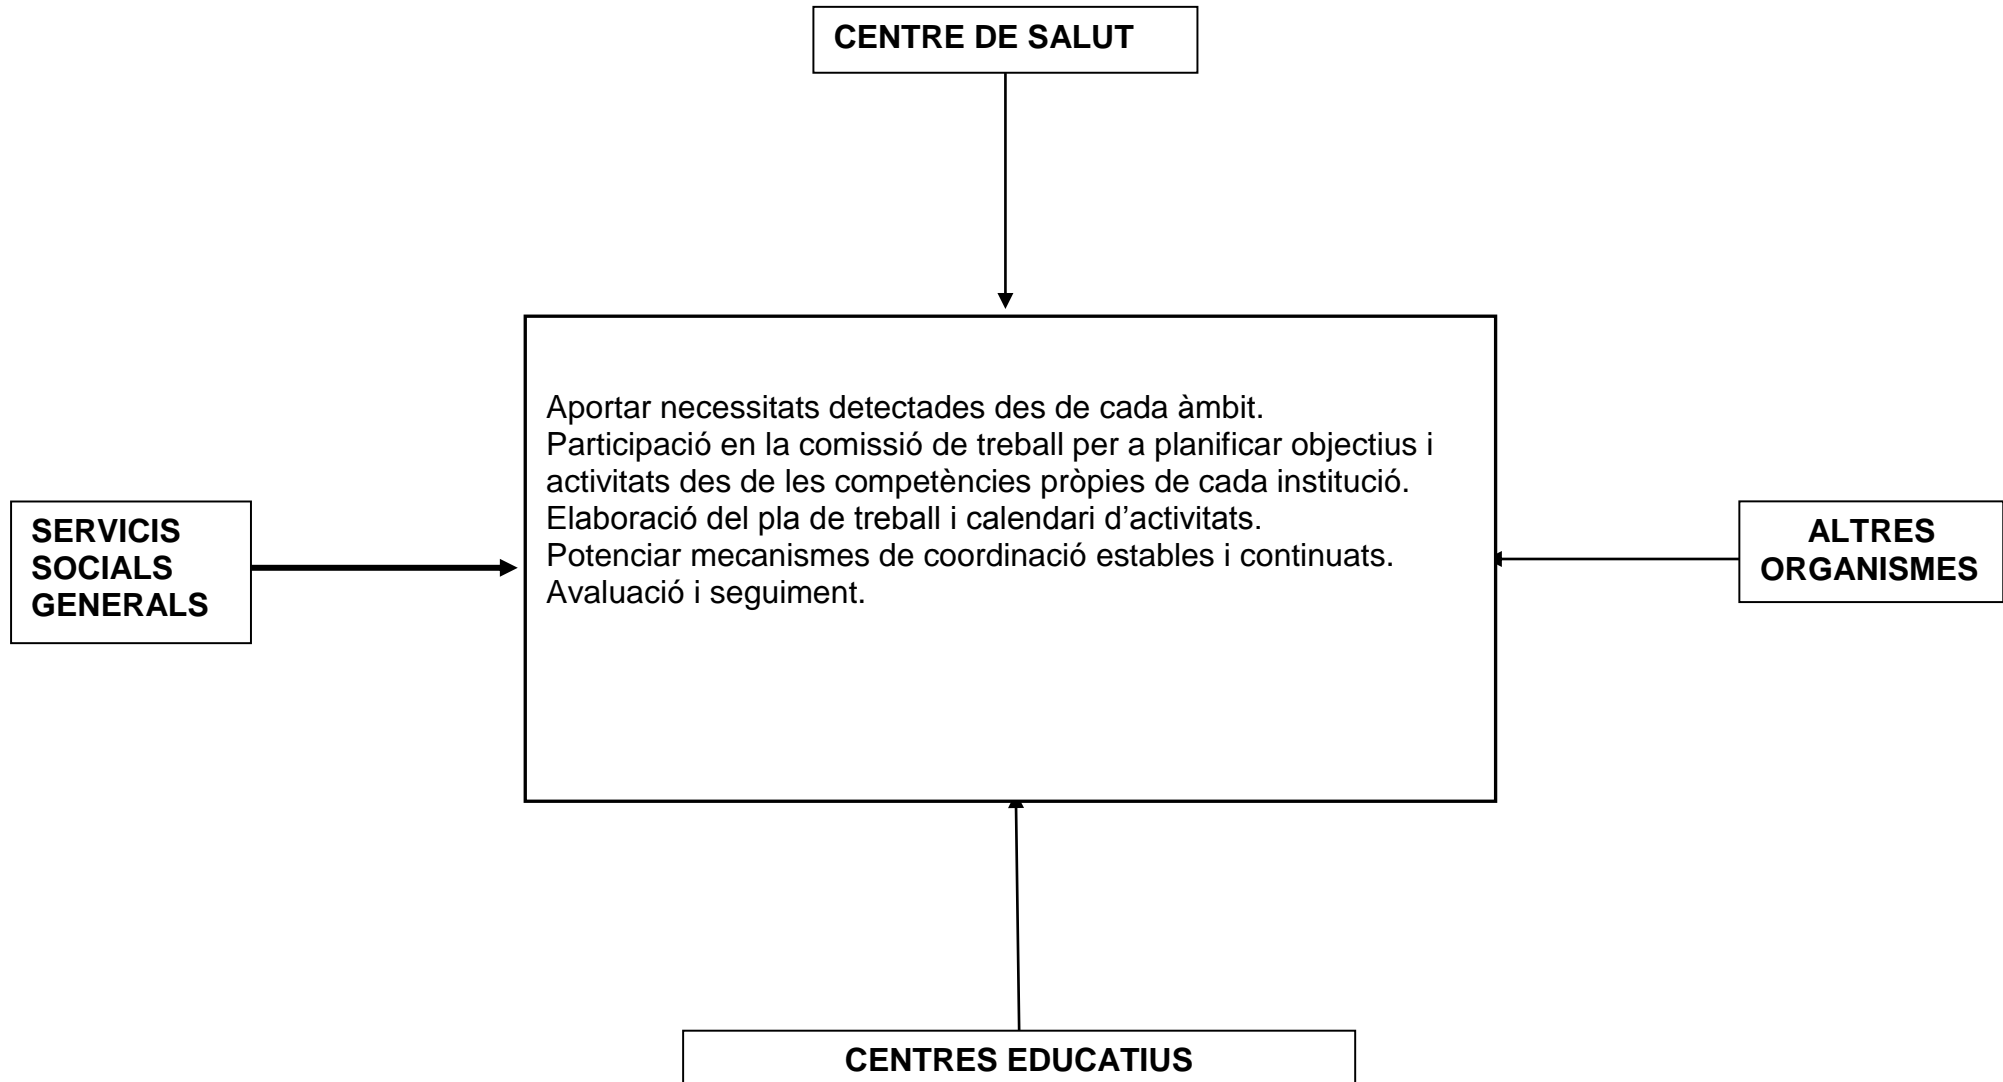 CENTRE DE SALUT
Aportar necessitats detectades des de cada àmbit.
Participació en la comissió de treball per a planificar objectius i
activitats des de les competències pròpies de cada institució.
Elaboració del pla de treball i calendari d’activitats.
Potenciar mecanismes de coordinació estables i continuats.
Avaluació i seguiment.
SERVICIS
SOCIALS
GENERALS
ALTRES
ORGANISMES
CENTRES EDUCATIUS